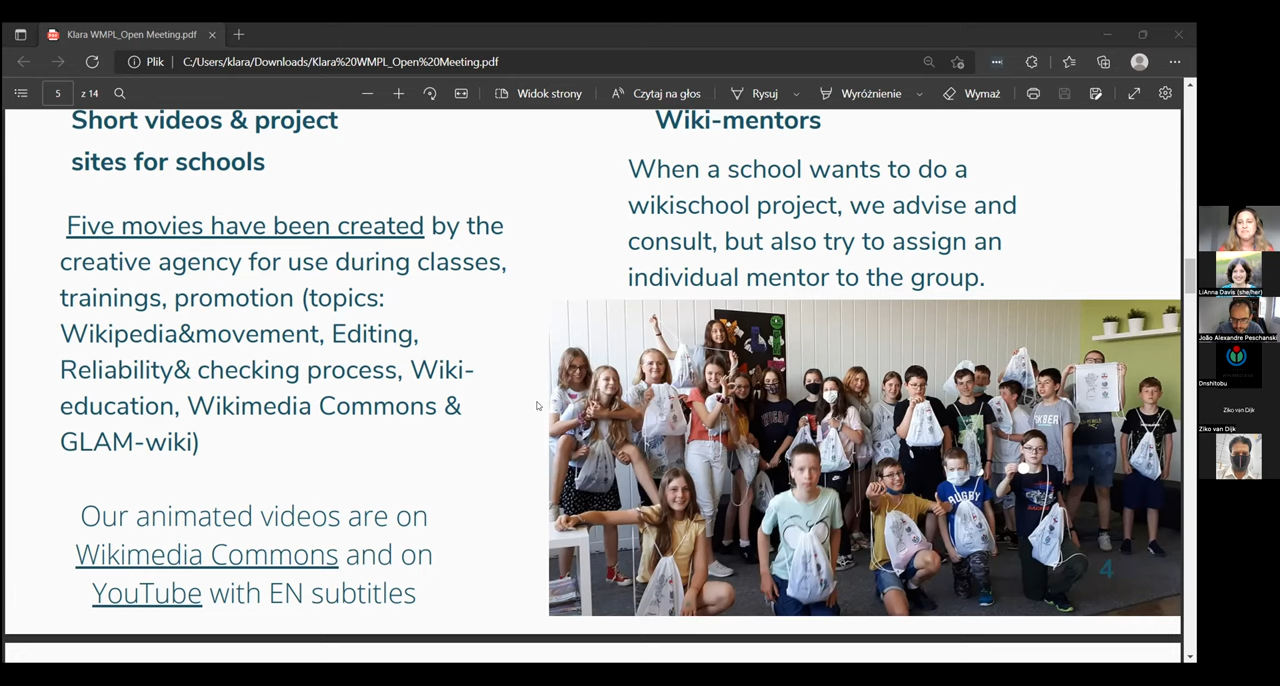 Klara WMPL_Open Meeting.pdf
Plik
C:/Users/klara/Downloads/Klara%20WMPL_Open%20Meeting.pdf
5 z 14
Widok strony
Czytaj na głos
Rysuj
Wyróżnienie
Wymaż
Short videos & project
sites for schools
Five movies have been created by the
creative agency for use during classes,
trainings, promotion (topics:
Wikipedia&movement, Editing,
Reliability& checking process, Wiki-
education, Wikimedia Commons &
GLAM-wiki)
Our animated videos are on
Wikimedia Commons and on
YouTube with EN subtitles
Wiki-mentors
When a school wants to do a
wikischool project, we advise and
consult, but also try to assign an
individual mentor to the group.
4
LiAnna Davis (she/her)
João Alexandre Peschanski
Dnshitobu
Ziko van Dijk
Ziko van Dijk